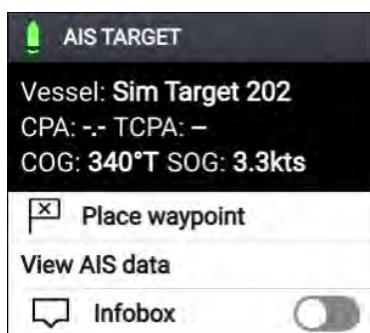 AIS TARGET
Vessel: Sim Target 202
CPA: -.- TCPA: –
COG: 340°T SOG: 3.3kts
Place waypoint
View AIS data
Infobox